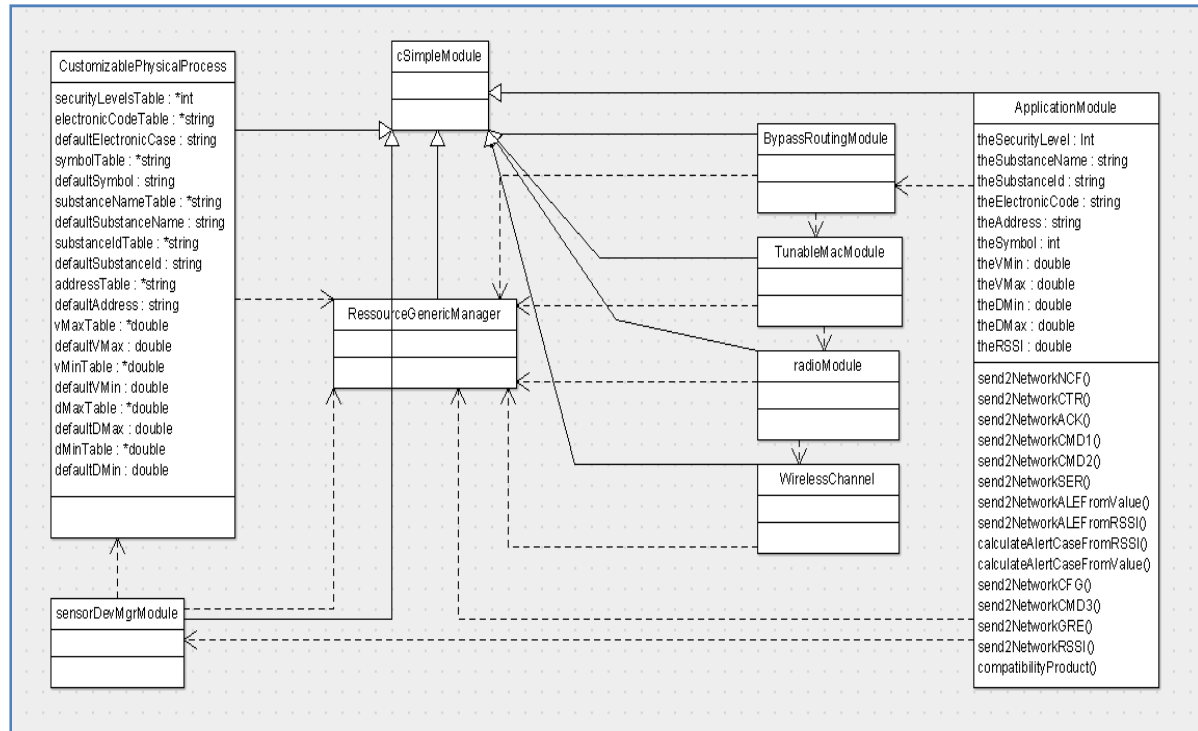 CustomizablePhysicalProcess
securityLevelsTable : *int
electronicCodeTable : *string
defaultElectronicCase : string
symbolTable : *string
defaultSymbol : string
substanceNameTable : *string
defaultSubstanceName : string
substanceIdTable : *string
defaultSubstanceId : string
addressTable : *string
defaultAddress : string
vMaxTable : *double
defaultVMax : double
vMinTable : *double
defaultVMin : double
dMaxTable : *double
defaultDMax : double
dMinTable : *double
defaultDMin : double
sensorDevMgrModule
cSimpleModule
RessourceGenericManager
BypassRoutingModule
TunableMacModule
radioModule
WirelessChannel
ApplicationModule
theSecurityLevel : Int
theSubstanceName : string
theSubstanceId : string
theElectronicCode : string
theAddress : string
theSymbol : int
theVMin : double
theVMax : double
theDMin : double
theDMax : double
theRSSI : double
send2NetworkNCF()
send2NetworkCTR()
send2NetworkACK()
send2NetworkCMD1()
send2NetworkCMD2()
send2NetworkSER()
send2NetworkALEFromValue()
send2NetworkALEFromRSSI()
calculateAlertCaseFromRSSI()
calculateAlertCaseFromValue()
send2NetworkCFG()
send2NetworkCMD3()
send2NetworkGRE()
send2NetworkRSSI()
compatibilityProduct()